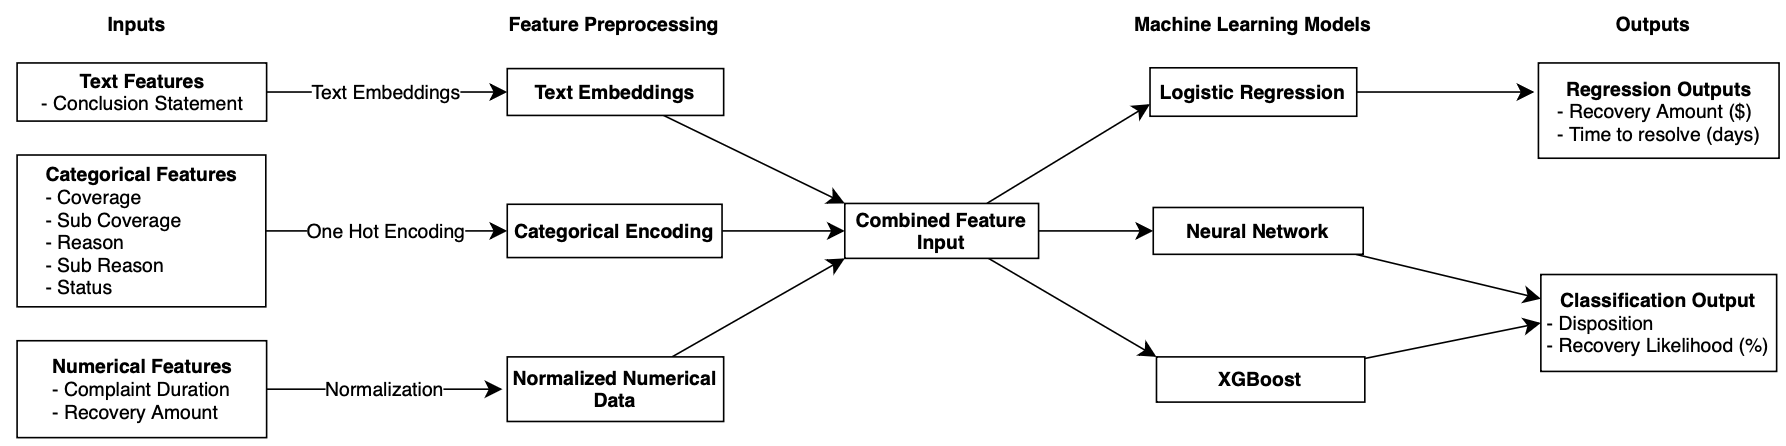 Inputs
Feature Preprocessing
Machine Learning Models
Outputs
Text Features
- Conclusion Statement
Text Embeddings
Text Embeddings
Logistic Regression
Regression Outputs
- Recovery Amount ($)
- Time to resolve (days)
Categorical Features
- Coverage
- Sub Coverage
- Reason
- Sub Reason
- Status
One Hot Encoding
Categorical Encoding
Combined Feature
Input
Neural Network
Classification Output
- Disposition
- Recovery Likelihood (%)
Numerical Features
- Complaint Duration
- Recovery Amount
Normalization
Normalized Numerical
Data
XGBoost